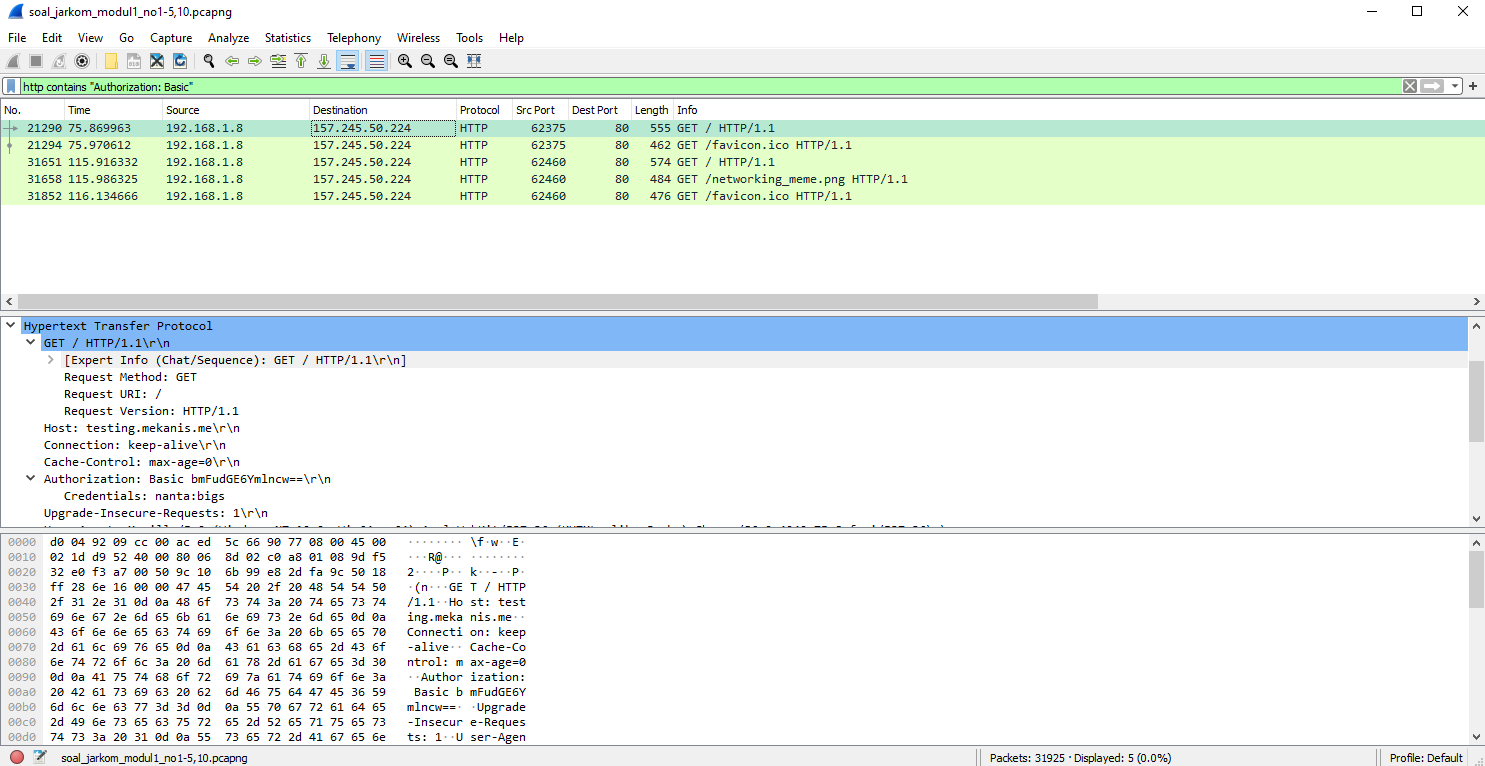 soal_jarkom_modul1_no1-5,10.pcapng
File Edit View Go Capture Analyze Statistics Telephony Wireless Tools Help
http contains "Authorization: Basic"
No. Time Source Destination Protocol Src Port Dest Port Length Info
21290 75.869963 192.168.1.8 157.245.50.224 HTTP 62375 80 555 GET / HTTP/1.1
21294 75.970612 192.168.1.8 157.245.50.224 HTTP 62375 80 462 GET /favicon.ico HTTP/1.1
31651 115.916332 192.168.1.8 157.245.50.224 HTTP 62460 80 574 GET / HTTP/1.1
31658 115.986325 192.168.1.8 157.245.50.224 HTTP 62460 80 484 GET /networking_meme.png HTTP/1.1
31852 116.134666 192.168.1.8 157.245.50.224 HTTP 62460 80 476 GET /favicon.ico HTTP/1.1
Hypertext Transfer Protocol
GET / HTTP/1.1\r\n
[Expert Info (Chat/Sequence): GET / HTTP/1.1\r\n]
Request Method: GET
Request URI: /
Request Version: HTTP/1.1
Host: testing.mekanis.me\r\n
Connection: keep-alive\r\n
Cache-Control: max-age=0\r\n
Authorization: Basic bmFudGE6Ymlncw==\r\n
Credentials: nanta:bigs
Upgrade-Insecure-Requests: 1\r\n
0000 d0 04 92 09 cc 00 ac ed 5c 66 90 77 08 00 45 00 ········ \f·w··E·
0010 02 1d d9 52 40 00 80 06 8d 02 c0 a8 01 08 9d f5 ···R@··· ········
0020 32 e0 f3 a7 00 50 9c 10 6b 99 e8 2d fa 9c 50 18 2····P·· k··-··P·
0030 ff 28 6e 16 00 00 47 45 54 20 2f 20 48 54 54 50 ·(n···GE T / HTTP
0040 2f 31 2e 31 0d 0a 48 6f 73 74 3a 20 74 65 73 74 /1.1··Ho st: test
0050 69 6e 67 2e 6d 65 6b 61 6e 69 73 2e 6d 65 0d 0a ing.meka nis.me··
0060 43 6f 6e 6e 65 63 74 69 6f 6e 3a 20 6b 65 65 70 Connecti on: keep
0070 2d 61 6c 69 76 65 0d 0a 43 61 63 68 65 2d 43 6f -alive·· Cache-Co
0080 6e 74 72 6f 6c 3a 20 6d 61 78 2d 61 67 65 3d 30 ntrol: m ax-age=0
0090 0d 0a 41 75 74 68 6f 72 69 7a 61 74 69 6f 6e 3a ··Author ization:
00a0 20 42 61 73 69 63 20 62 6d 46 75 64 47 45 36 59 Basic b mFudGE6Y
00b0 6d 6c 6e 63 77 3d 3d 0d 0a 55 70 67 72 61 64 65 mlncw==· ·Upgrade
00c0 2d 49 6e 73 65 63 75 72 65 2d 52 65 71 75 65 73 -Insecur e-Reques
00d0 74 73 3a 20 31 0d 0a 55 73 65 72 2d 41 67 65 6e ts: 1··U ser-Agen
soal_jarkom_modul1_no1-5,10.pcapng Packets: 31925 · Displayed: 5 (0.0%) Profile: Default